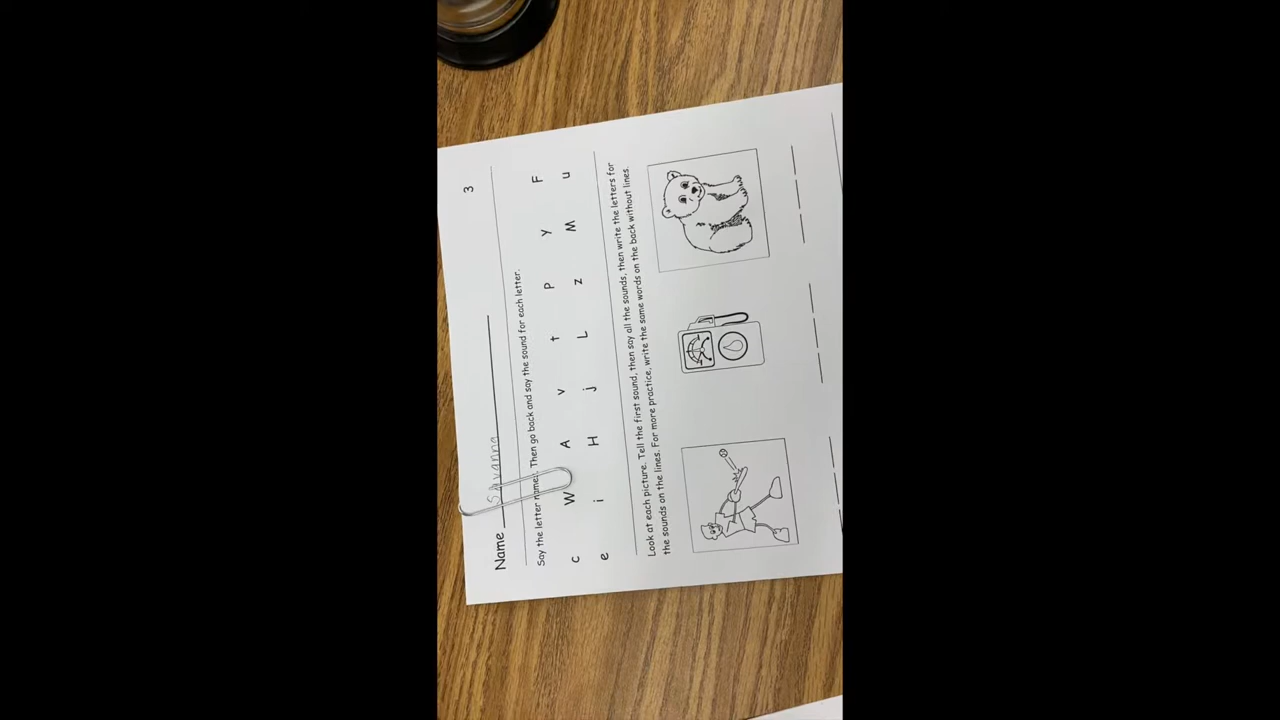 3
Name Savanna
Say the letter names. Then go back and say the sound for each letter.
c W A v t P Y F
e i H j L z M u
Look at each picture. Tell the first sound, then say all the sounds, then write the letters for
the sounds on the lines. For more practice, write the same words on the back without lines.